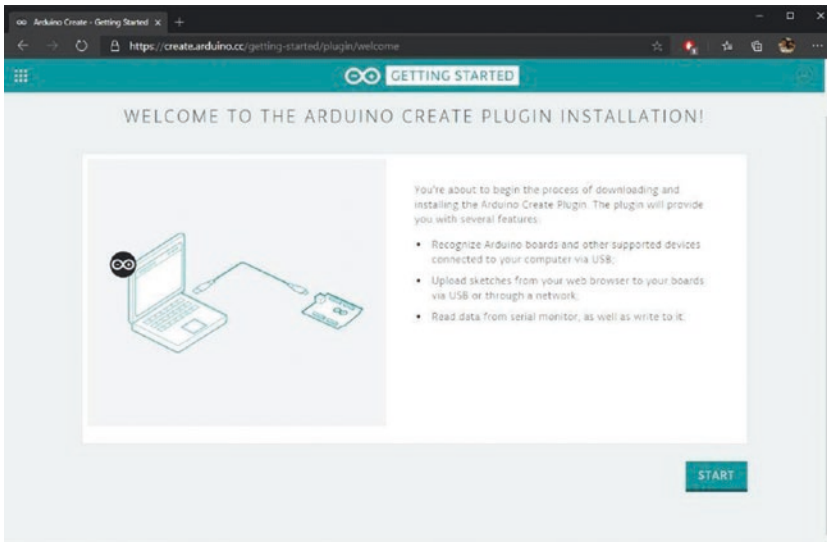 Arduino Create - Getting Started
https://create.arduino.cc/getting-started/plugin/welcome
GETTING STARTED
WELCOME TO THE ARDUINO CREATE PLUGIN INSTALLATION!
You're about to begin the process of downloading and
installing the Arduino Create Plugin. The plugin will provide
you with several features:
• Recognize Arduino boards and other supported devices
connected to your computer via USB;
• Upload sketches from your web browser to your boards
via USB or through a network;
• Read data from serial monitor, as well as write to it.
START